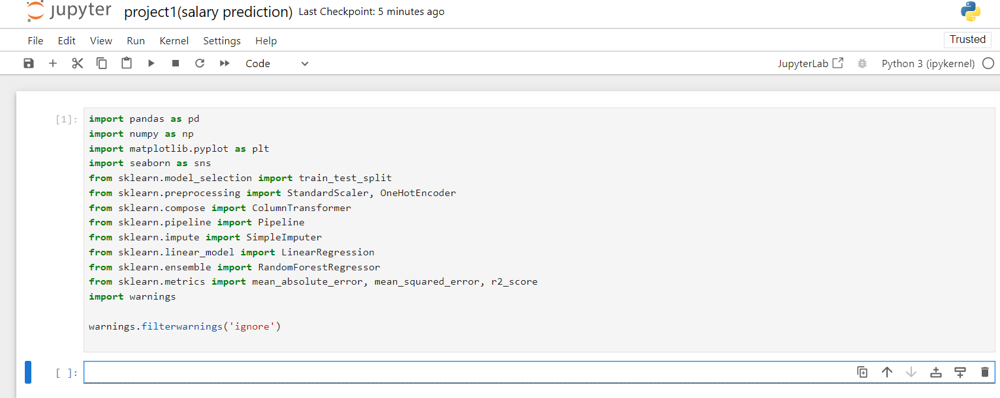 jupyter project1(salary prediction) Last Checkpoint: 5 minutes ago
File Edit View Run Kernel Settings Help
Trusted
Code
JupyterLab
Python 3 (ipykernel)
[1]:
import pandas as pd
import numpy as np
import matplotlib.pyplot as plt
import seaborn as sns
from sklearn.model_selection import train_test_split
from sklearn.preprocessing import StandardScaler, OneHotEncoder
from sklearn.compose import ColumnTransformer
from sklearn.pipeline import Pipeline
from sklearn.impute import SimpleImputer
from sklearn.linear_model import LinearRegression
from sklearn.ensemble import RandomForestRegressor
from sklearn.metrics import mean_absolute_error, mean_squared_error, r2_score
import warnings
warnings.filterwarnings('ignore')
[ ]: